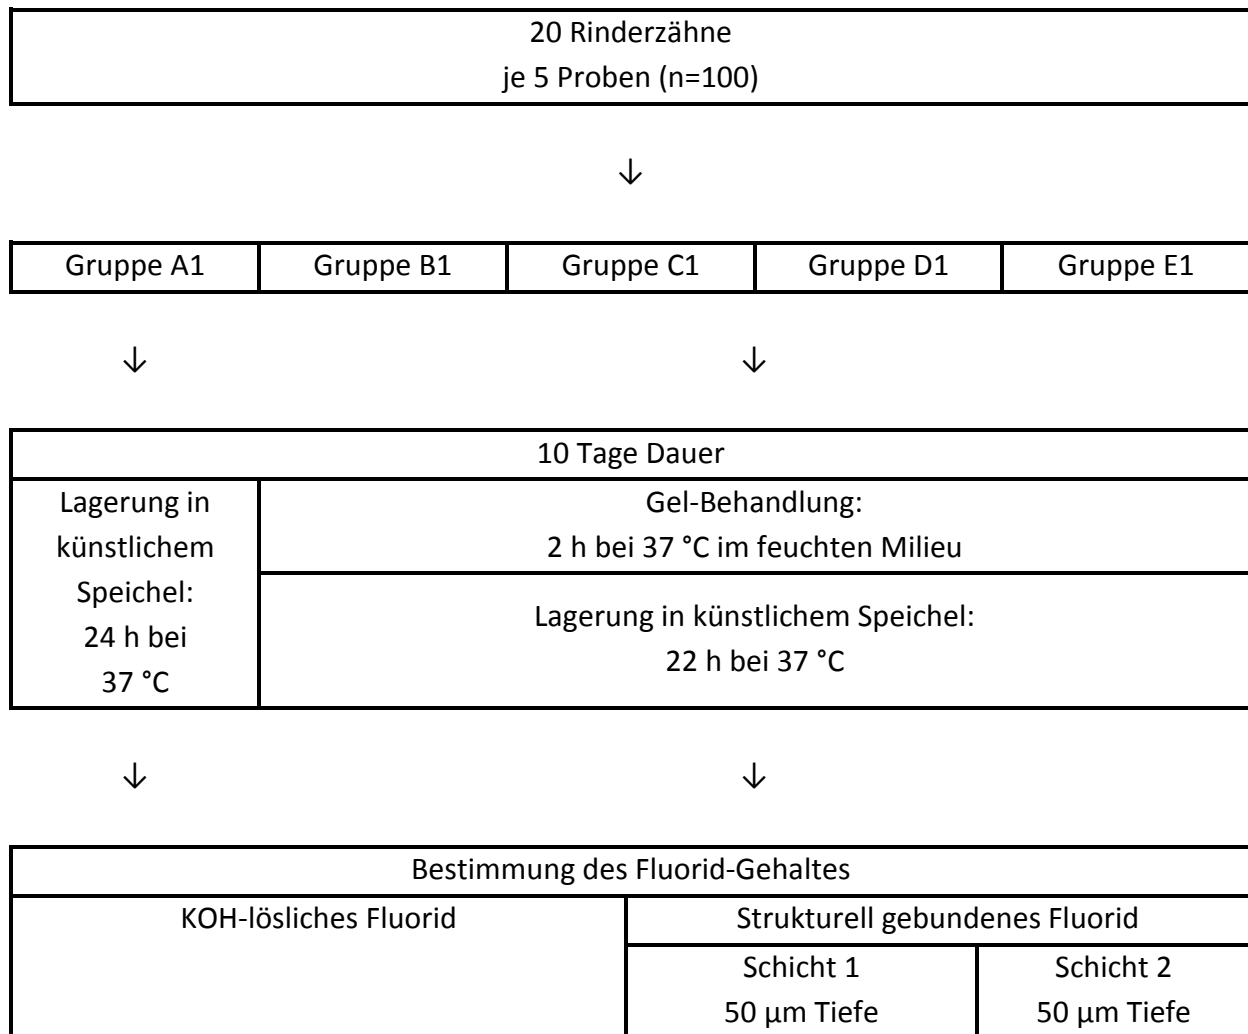 20 Rinderzähne
je 5 Proben (n=100)
↓
Gruppe A1 Gruppe B1 Gruppe C1 Gruppe D1 Gruppe E1
↓ ↓
10 Tage Dauer
Lagerung in
künstlichem
Speichel:
24 h bei
37 °C
Gel-Behandlung:
2 h bei 37 °C im feuchten Milieu
Lagerung in künstlichem Speichel:
22 h bei 37 °C
↓ ↓
Bestimmung des Fluorid-Gehaltes
KOH-lösliches Fluorid
Strukturell gebundenes Fluorid
Schicht 1
50 µm Tiefe
Schicht 2
50 µm Tiefe